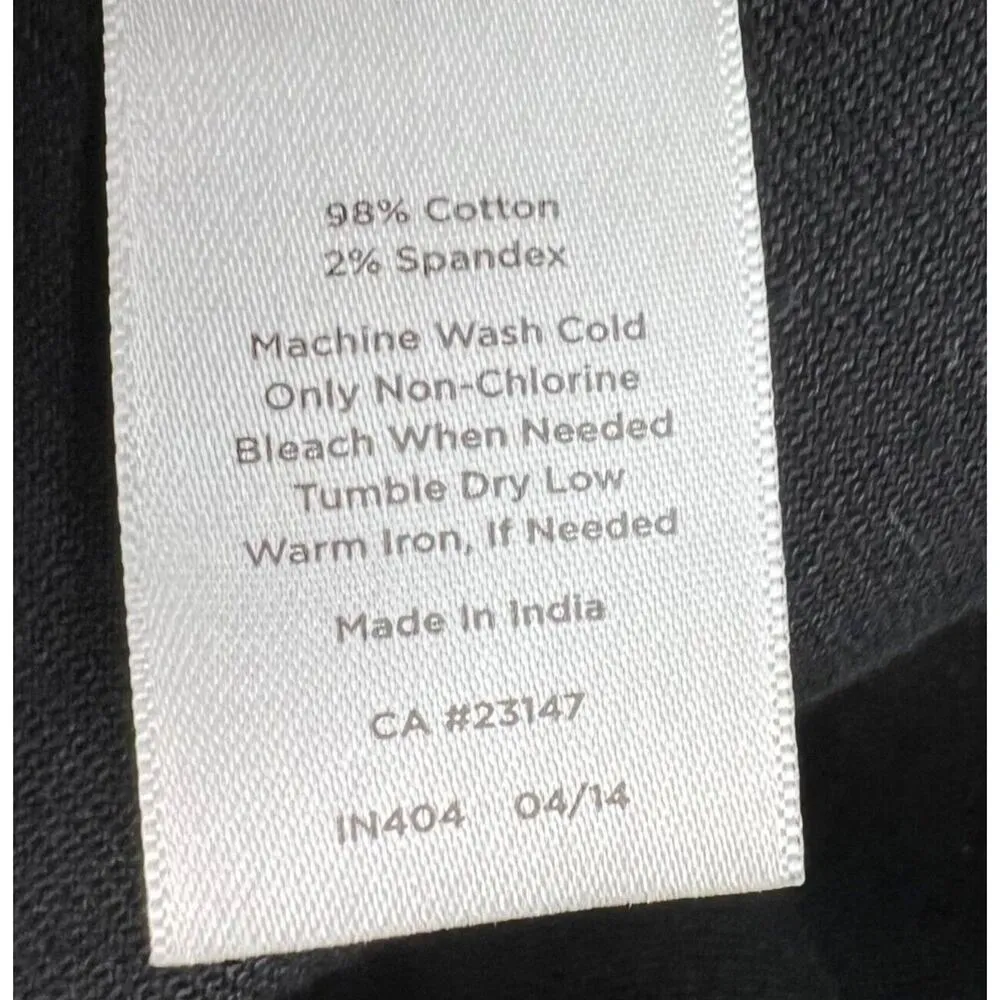 98% Cotton
2% Spandex
Machine Wash Cold
Only Non-Chlorine
Bleach When Needed
Tumble Dry Low
Warm Iron, If Needed
Made In India
CA #23147
IN404 04/14